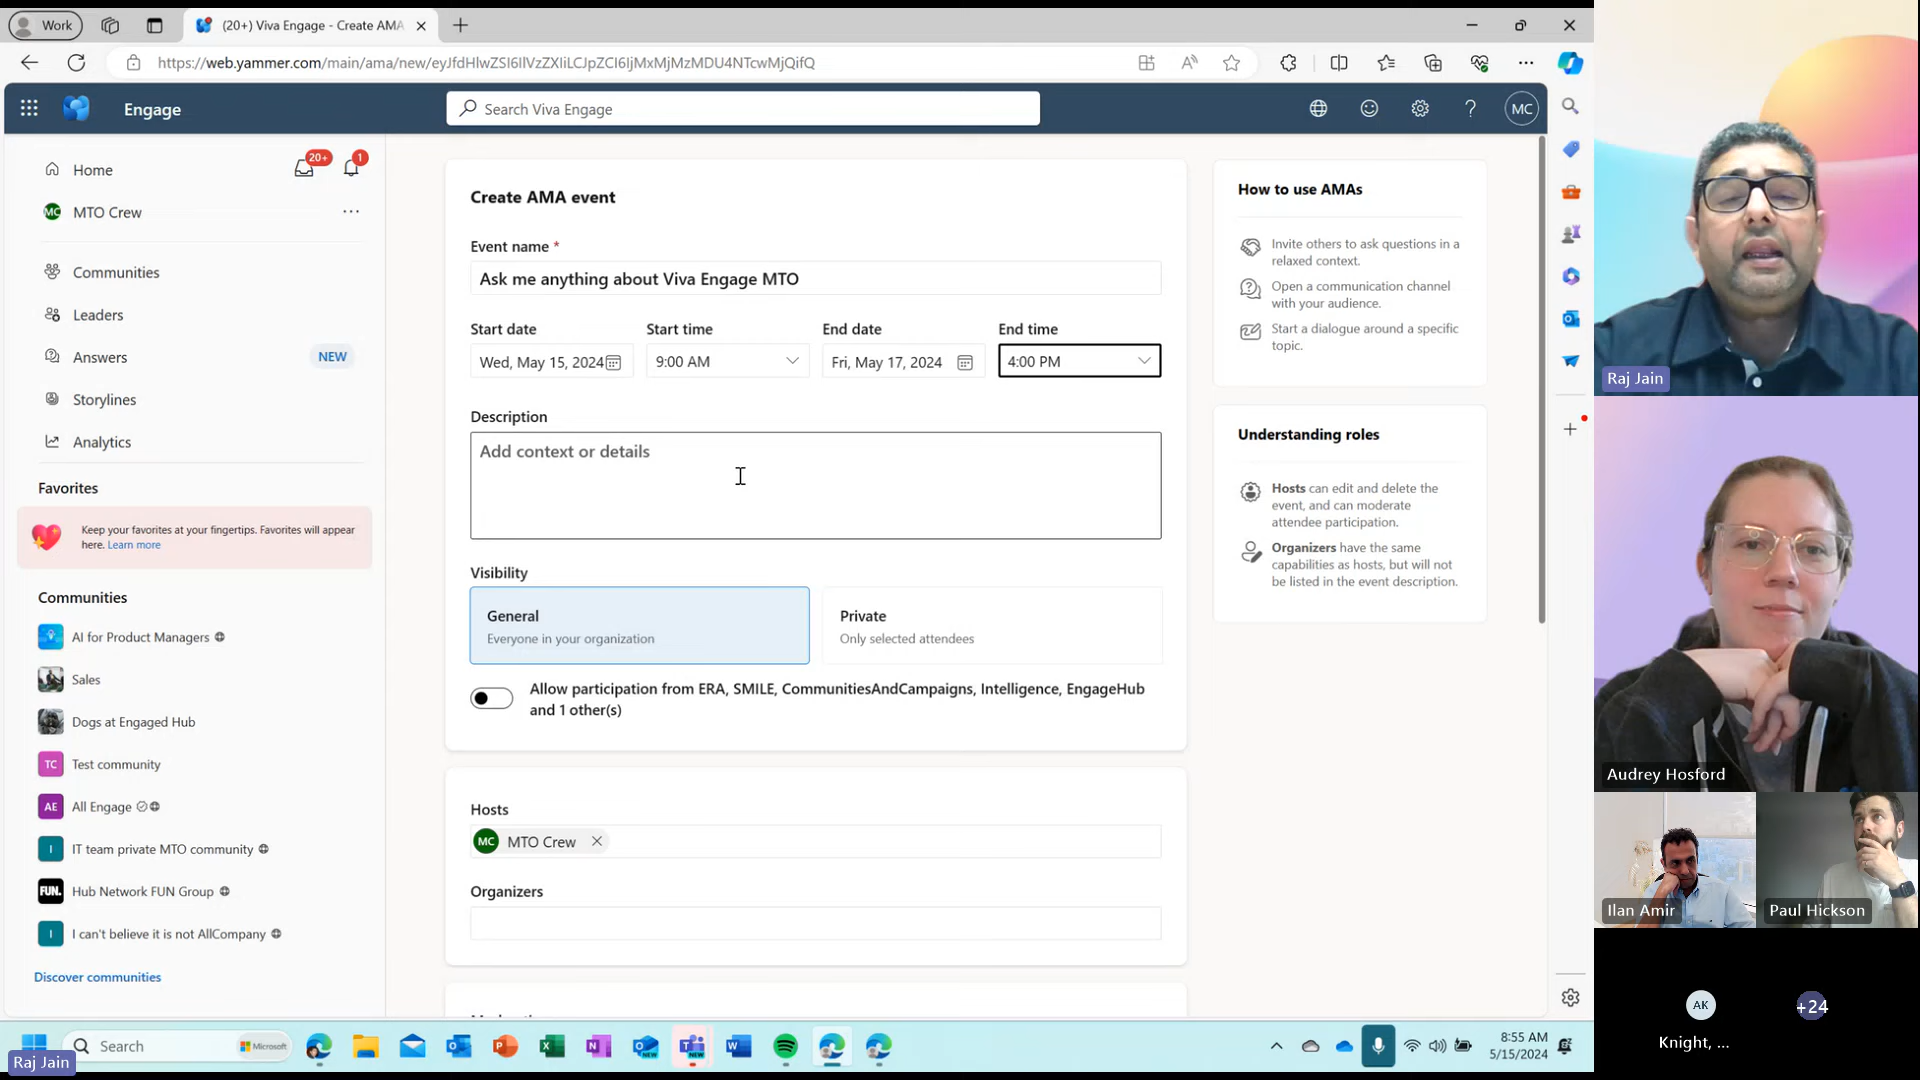 Work
(20+) Viva Engage - Create AMA
https://web.yammer.com/main/ama/new/eyJfdHlwZSI6IlVzZXIiLCJpZCI6IjMxMjMzMDU4NTcwMjQifQ
Engage
Search Viva Engage
MC
Home
20+
1
MC
MTO Crew
Communities
Leaders
Answers
NEW
Storylines
Analytics
Favorites
Keep your favorites at your fingertips. Favorites will appear
here. Learn more
Communities
AI for Product Managers
Sales
Dogs at Engaged Hub
TC
Test community
AE
All Engage
I
IT team private MTO community
FUN.
Hub Network FUN Group
I
I can't believe it is not AllCompany
Discover communities
Create AMA event
Event name *
Ask me anything about Viva Engage MTO
Start date
Start time
End date
End time
Wed, May 15, 2024
9:00 AM
Fri, May 17, 2024
4:00 PM
Description
Add context or details
Visibility
General
Everyone in your organization
Private
Only selected attendees
Allow participation from ERA, SMILE, CommunitiesAndCampaigns, Intelligence, EngageHub
and 1 other(s)
Hosts
MC
MTO Crew
Organizers
How to use AMAs
Invite others to ask questions in a
relaxed context.
Open a communication channel
with your audience.
Start a dialogue around a specific
topic.
Understanding roles
Hosts can edit and delete the
event, and can moderate
attendee participation.
Organizers have the same
capabilities as hosts, but will not
be listed in the event description.
Raj Jain
Audrey Hosford
Ilan Amir
Paul Hickson
AK
Knight, ...
+24
Search
Microsoft
NEW
NEW
8:55 AM
5/15/2024
Raj Jain